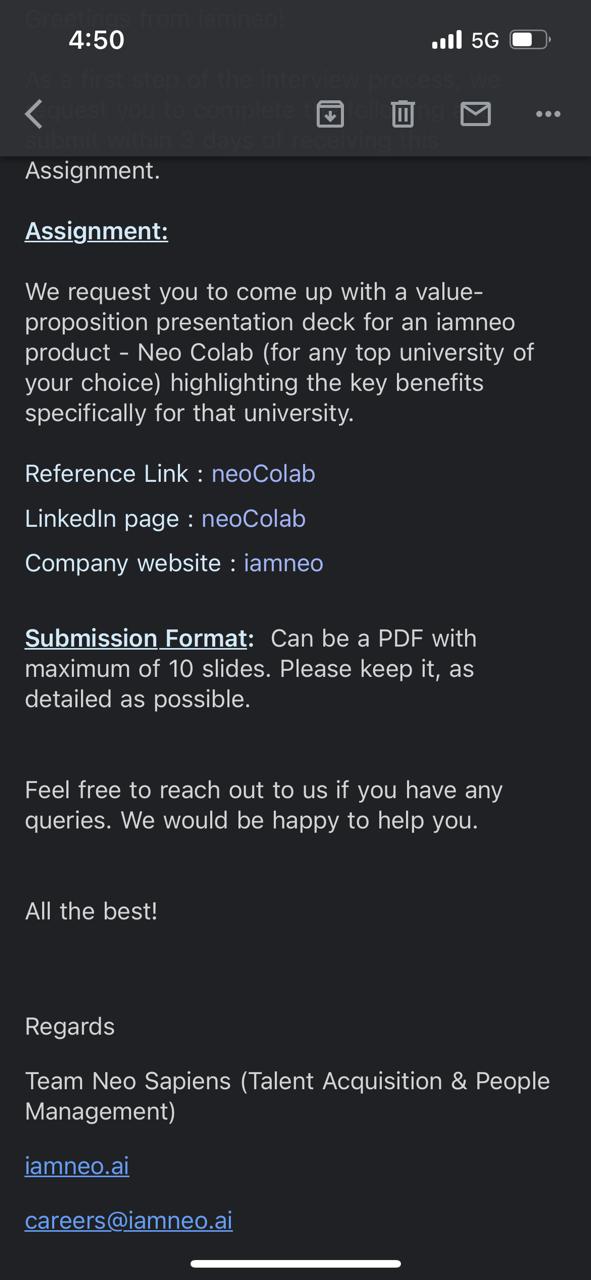 Greetings from iamneo!
4:50
5G
As a first step of the interview process, we
request you to complete
submit within 3 days of receiving this
Assignment.
Assignment:
We request you to come up with a value-
proposition presentation deck for an iamneo
product - Neo Colab (for any top university of
your choice) highlighting the key benefits
specifically for that university.
Reference Link : neoColab
LinkedIn page : neoColab
Company website : iamneo
Submission Format:  Can be a PDF with
maximum of 10 slides. Please keep it, as
detailed as possible.
Feel free to reach out to us if you have any
queries. We would be happy to help you.
All the best!
Regards
Team Neo Sapiens (Talent Acquisition & People
Management)
iamneo.ai
careers@iamneo.ai